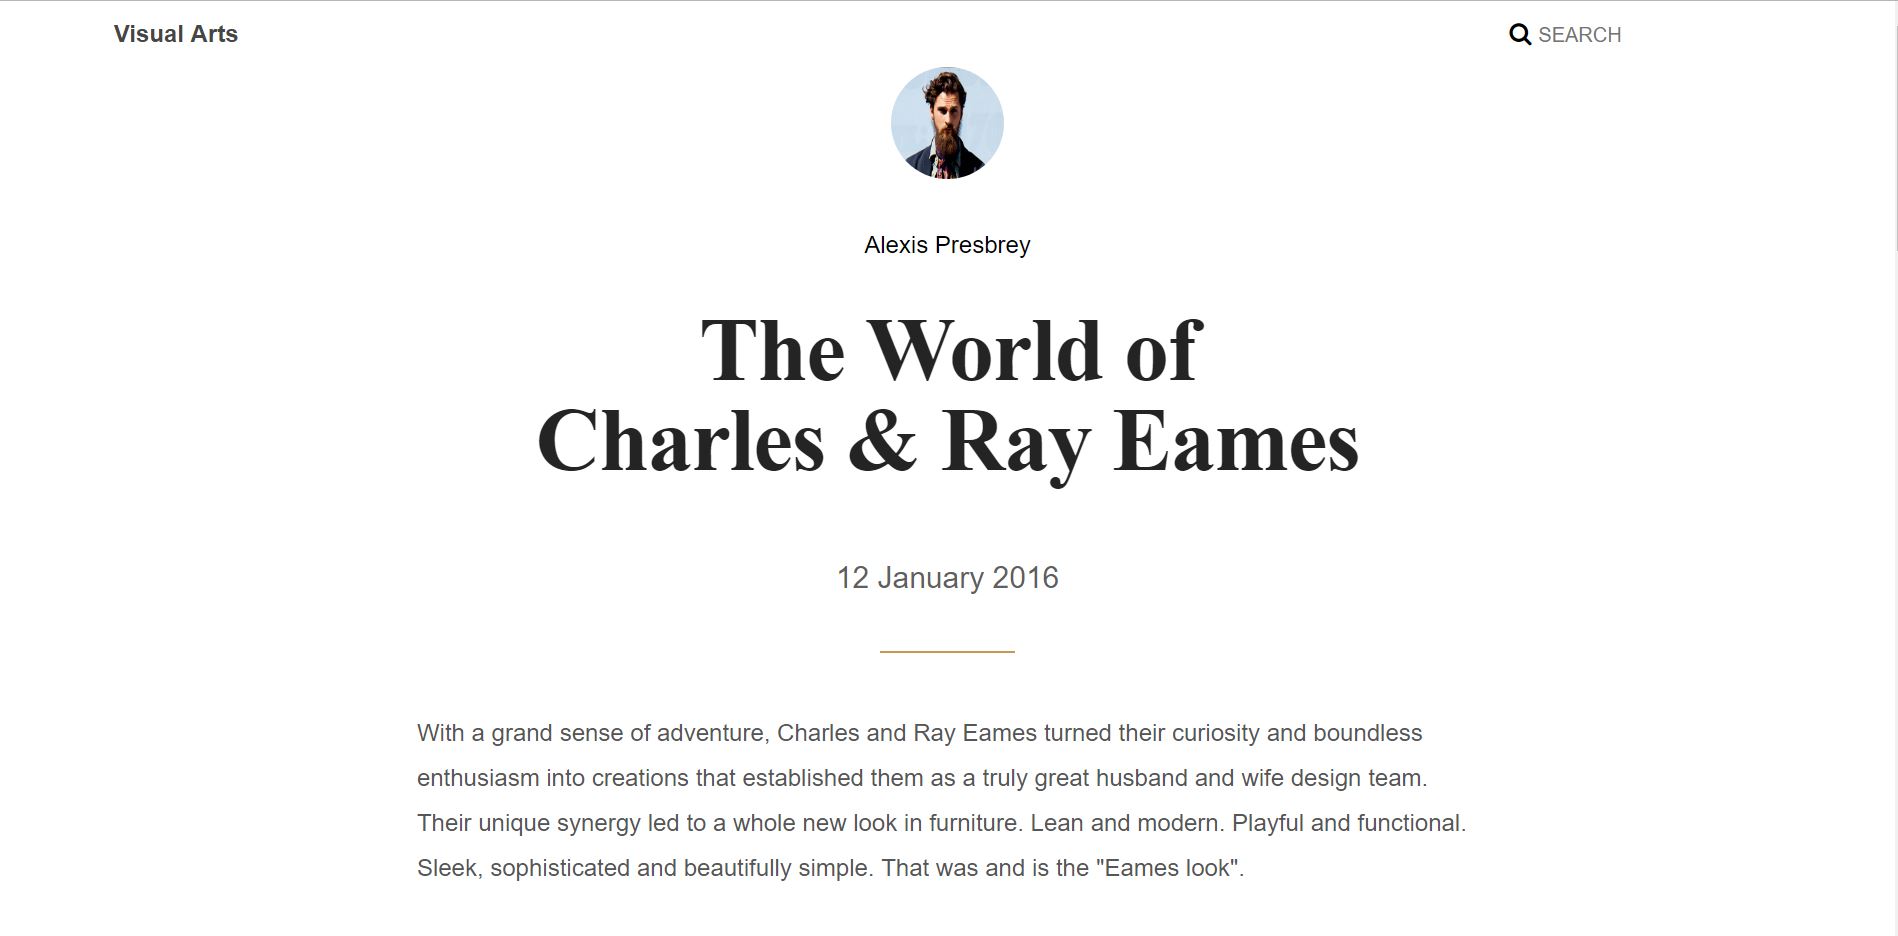 Visual Arts
SEARCH
Alexis Presbrey
The World of
Charles & Ray Eames
12 January 2016
With a grand sense of adventure, Charles and Ray Eames turned their curiosity and boundless
enthusiasm into creations that established them as a truly great husband and wife design team.
Their unique synergy led to a whole new look in furniture. Lean and modern. Playful and functional.
Sleek, sophisticated and beautifully simple. That was and is the "Eames look".